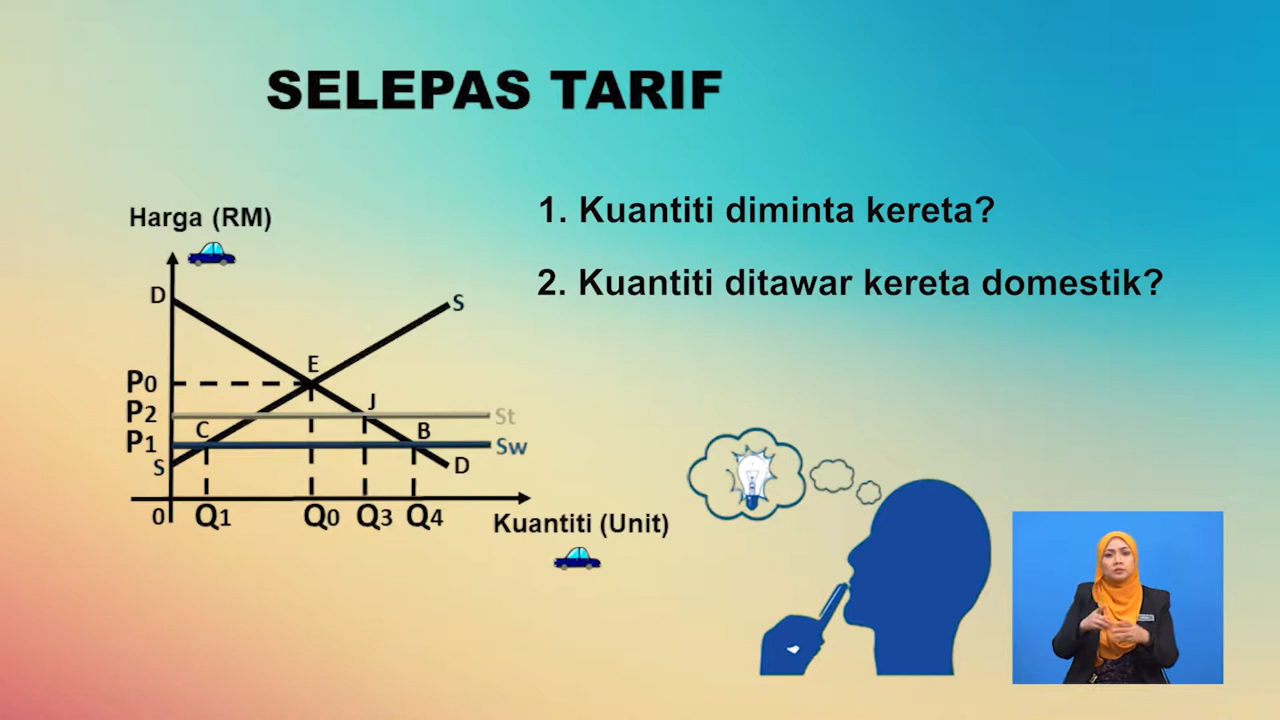 SELEPAS TARIF
1. Kuantiti diminta kereta?
2. Kuantiti ditawar kereta domestik?
Harga (RM)
D
S
E
P0
J
P2
St
C
B
P1
Sw
S
D
0
Q1
Q0
Q3
Q4
Kuantiti (Unit)